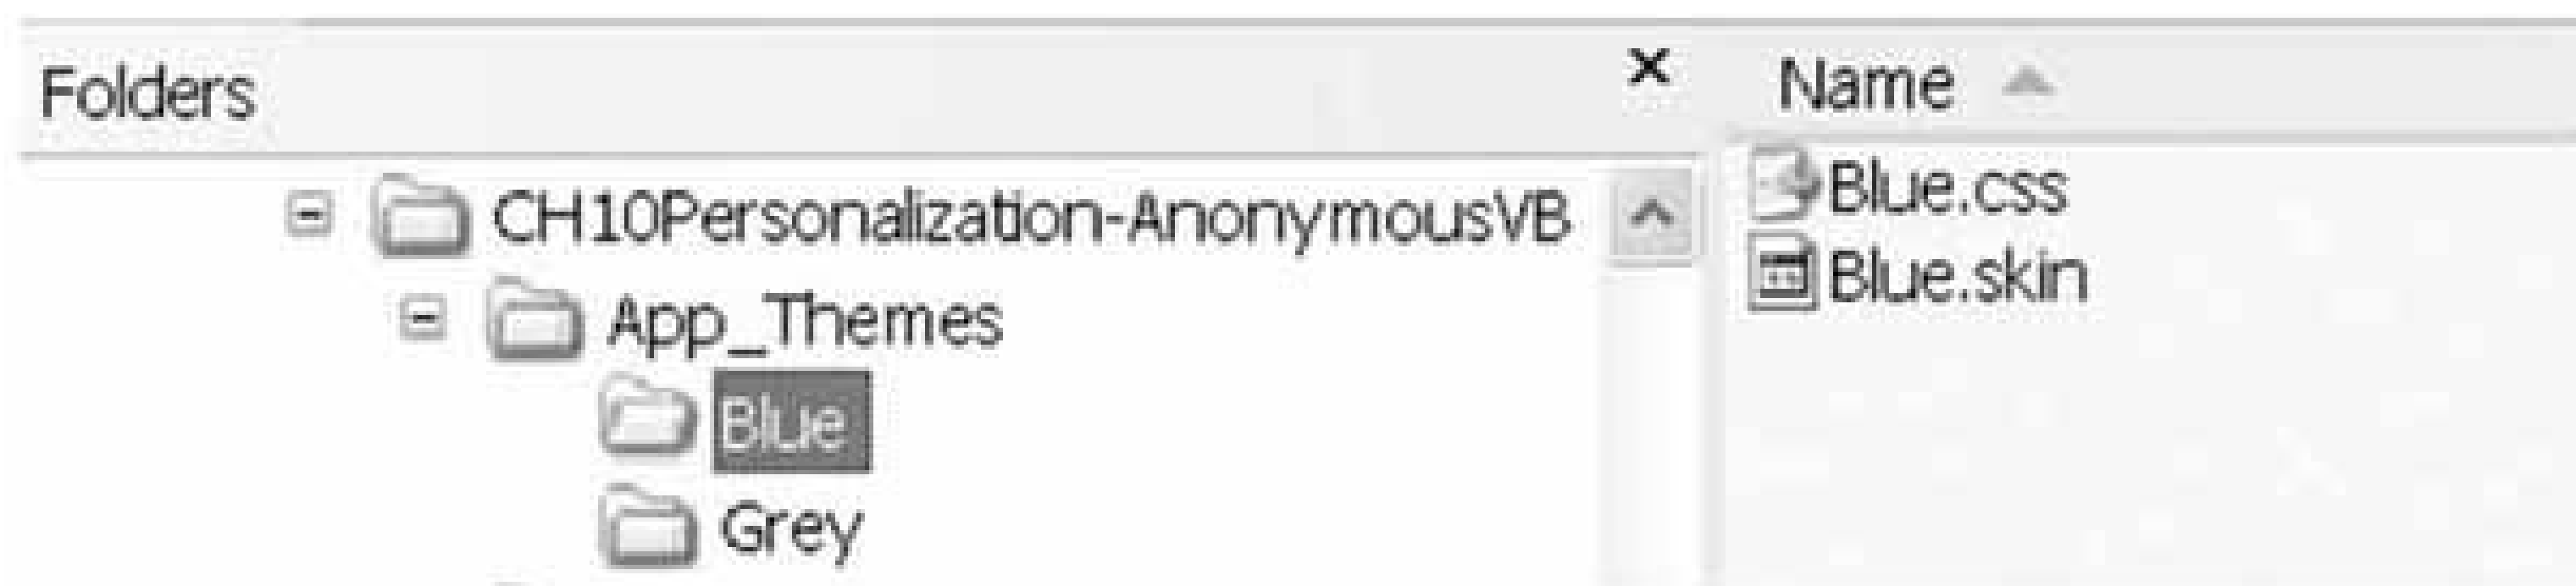 Folders
CH10Personalization-AnonymousVB
App_Themes
Blue
Grey
Name
Blue.css
Blue.skin